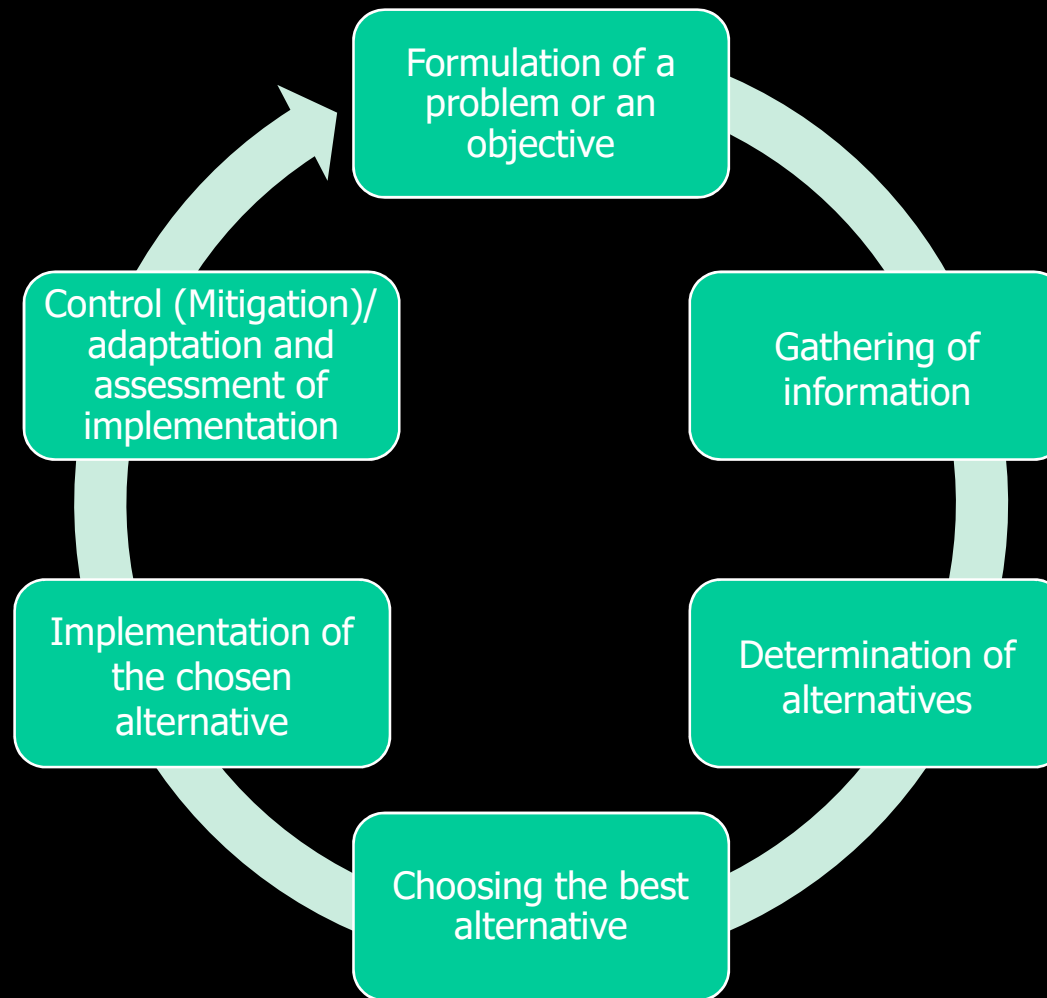 Formulation of a
problem or an
objective
Gathering of
information
Determination of
alternatives
Choosing the best
alternative
Implementation of
the chosen
alternative
Control (Mitigation)/
adaptation and
assessment of
implementation